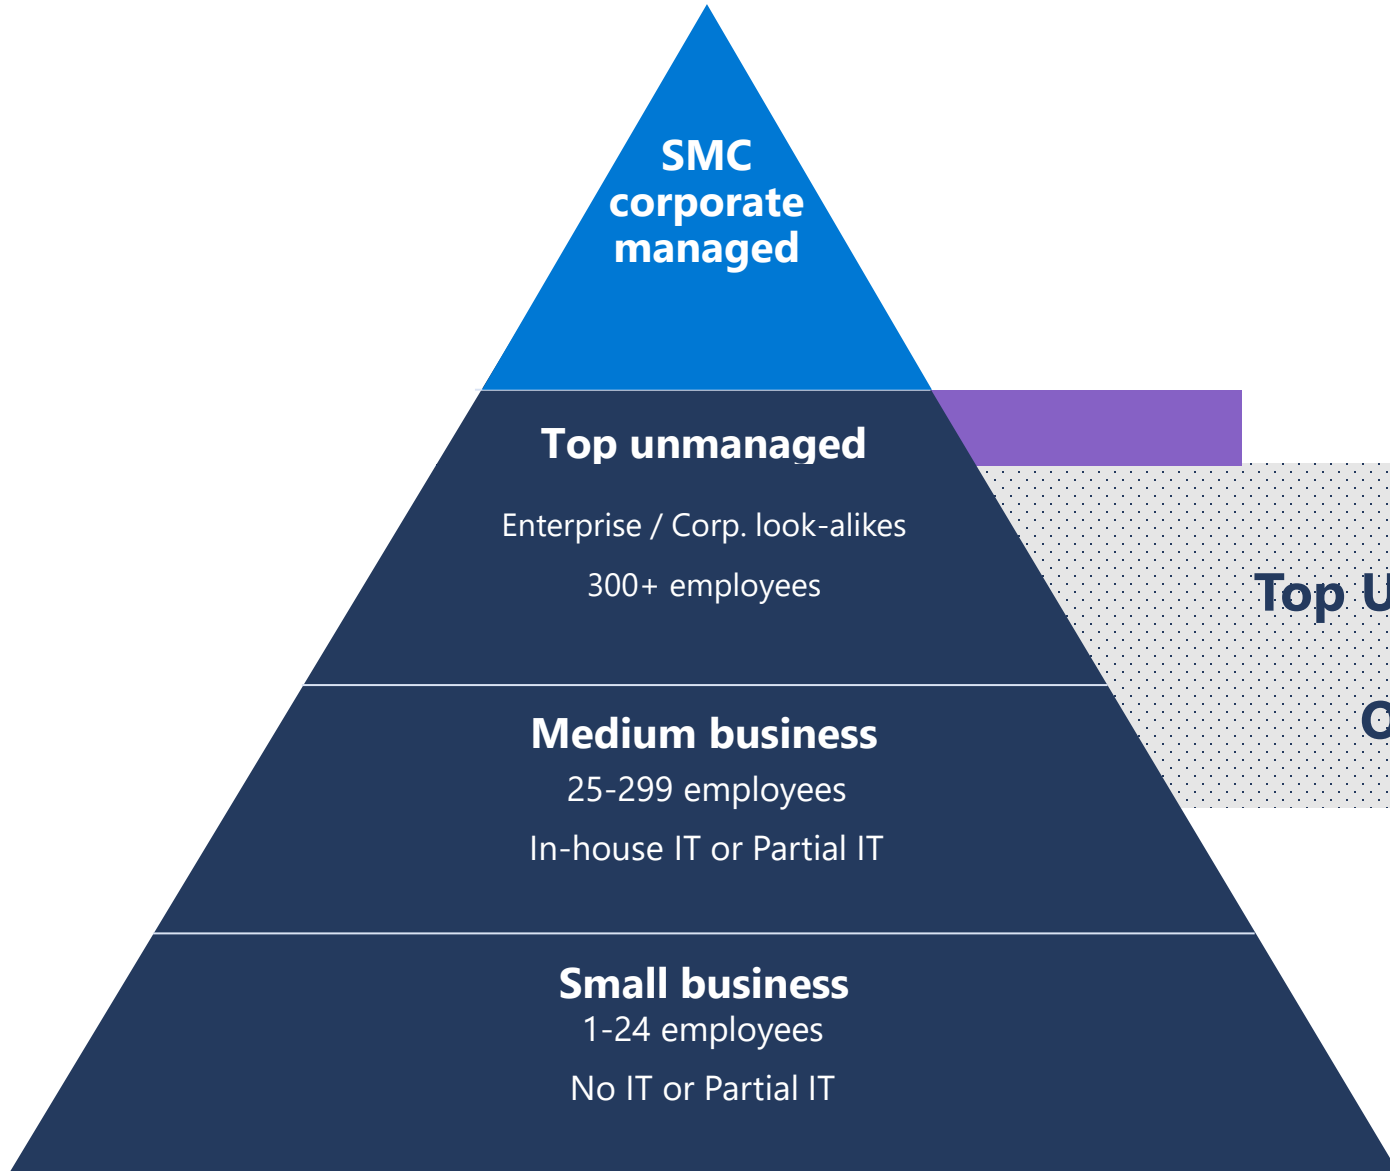 SMC
corporate
managed
Top unmanaged
Enterprise / Corp. look-alikes
300+ employees
Top
Medium business
25-299 employees
In-house IT or Partial IT
Small business
1-24 employees
No IT or Partial IT